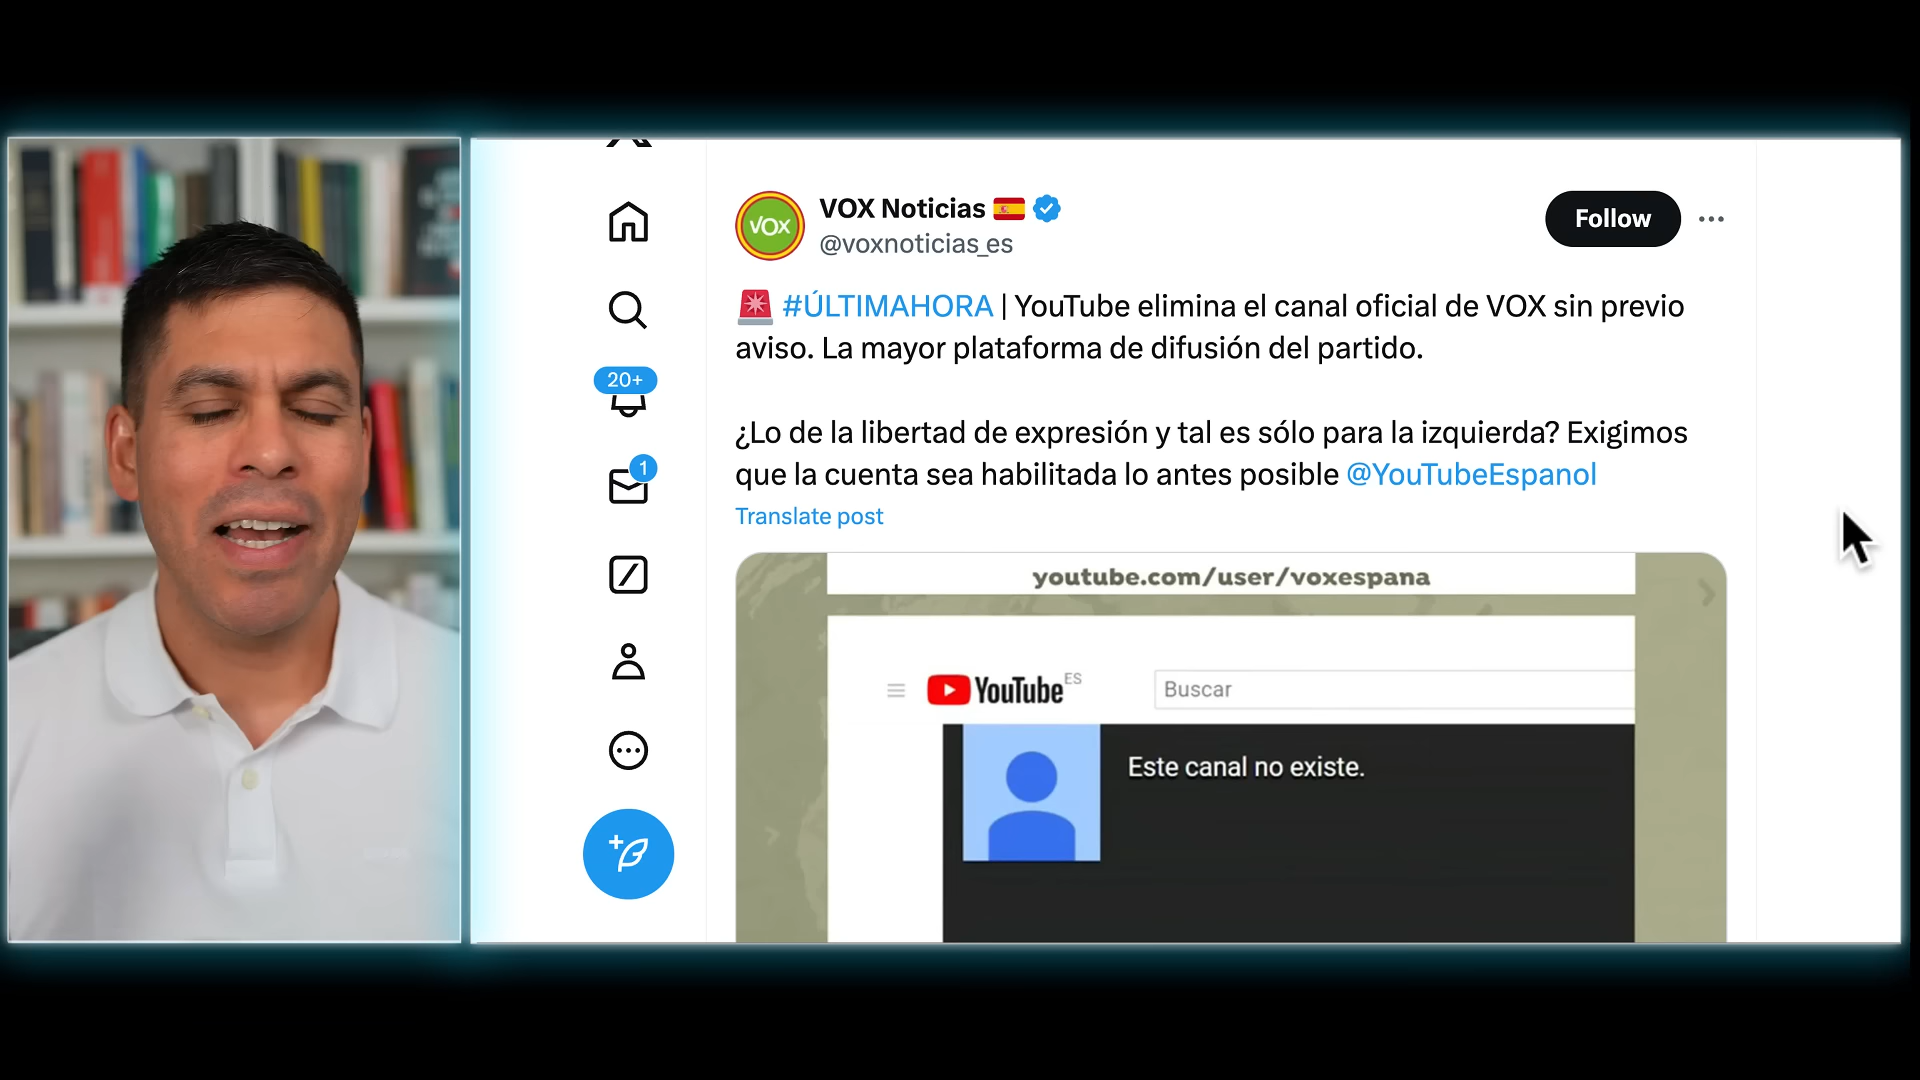 VOX
VOX Noticias
@voxnoticias_es
Follow
#ÚLTIMAHORA | YouTube elimina el canal oficial de VOX sin previo
aviso. La mayor plataforma de difusión del partido.
¿Lo de la libertad de expresión y tal es sólo para la izquierda? Exigimos
que la cuenta sea habilitada lo antes posible @YouTubeEspanol
Translate post
20+
1
youtube.com/user/voxespana
YouTube ES
Buscar
Este canal no existe.